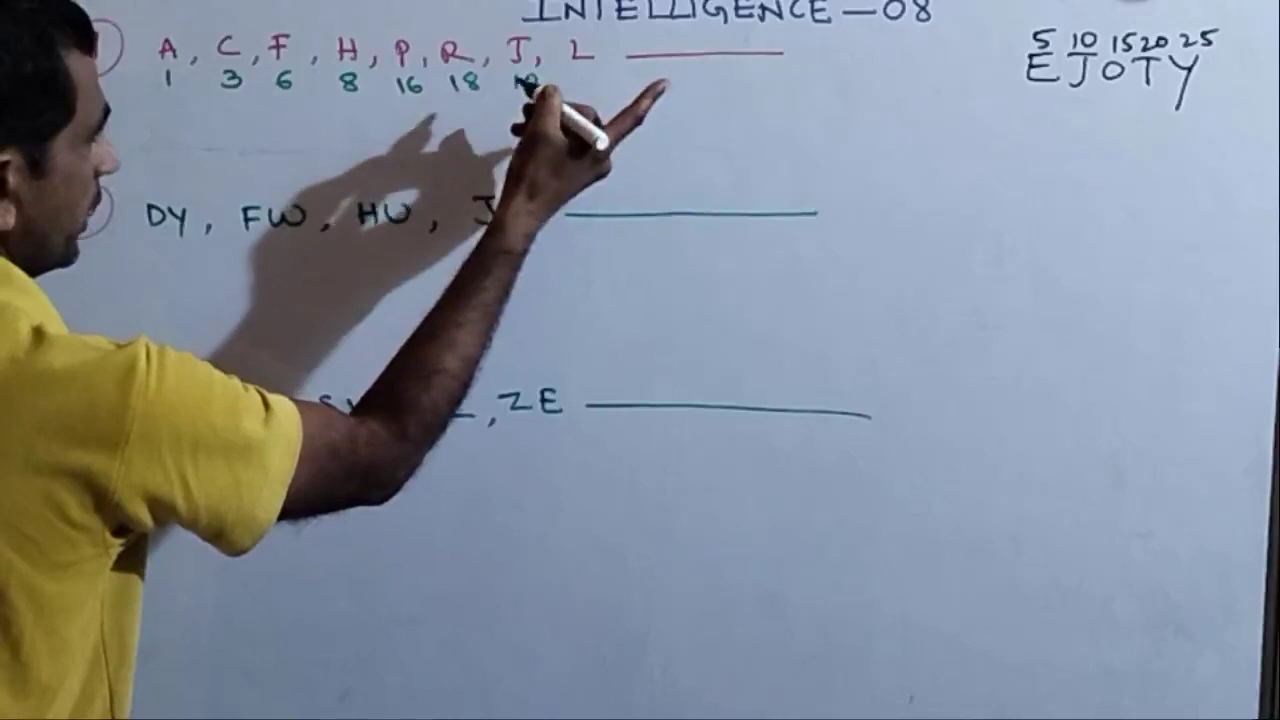 INTELLIGENCE - 08
A, C, F, H, P, R, J, L
1 3 6 8 16 18
5 10 15 20 25
E J O T Y
DY, FW, HU, J
, ZE